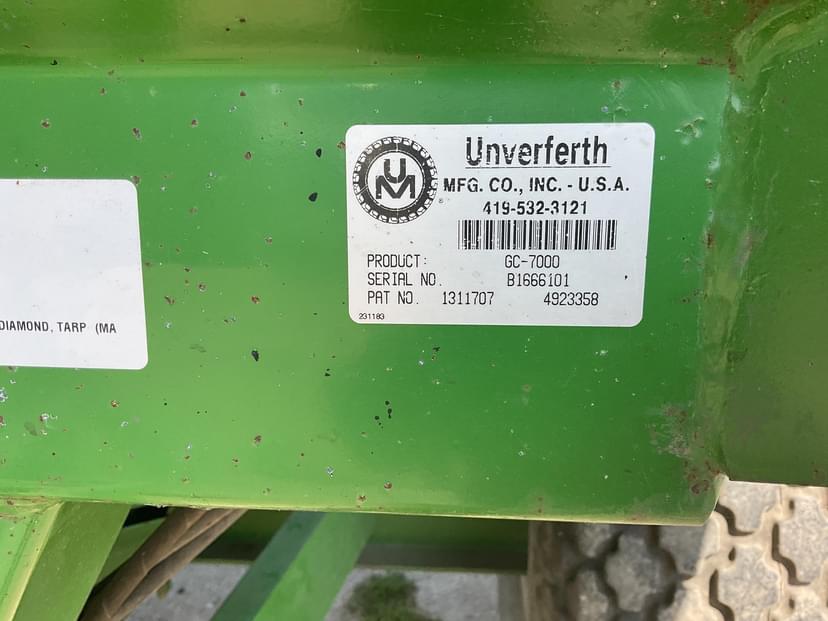 UM
®
Unverferth
MFG. CO., INC. - U.S.A.
419-532-3121
PRODUCT: GC-7000
SERIAL NO. B1666101
PAT NO. 1311707 4923358
231183
DIAMOND, TARP (MA